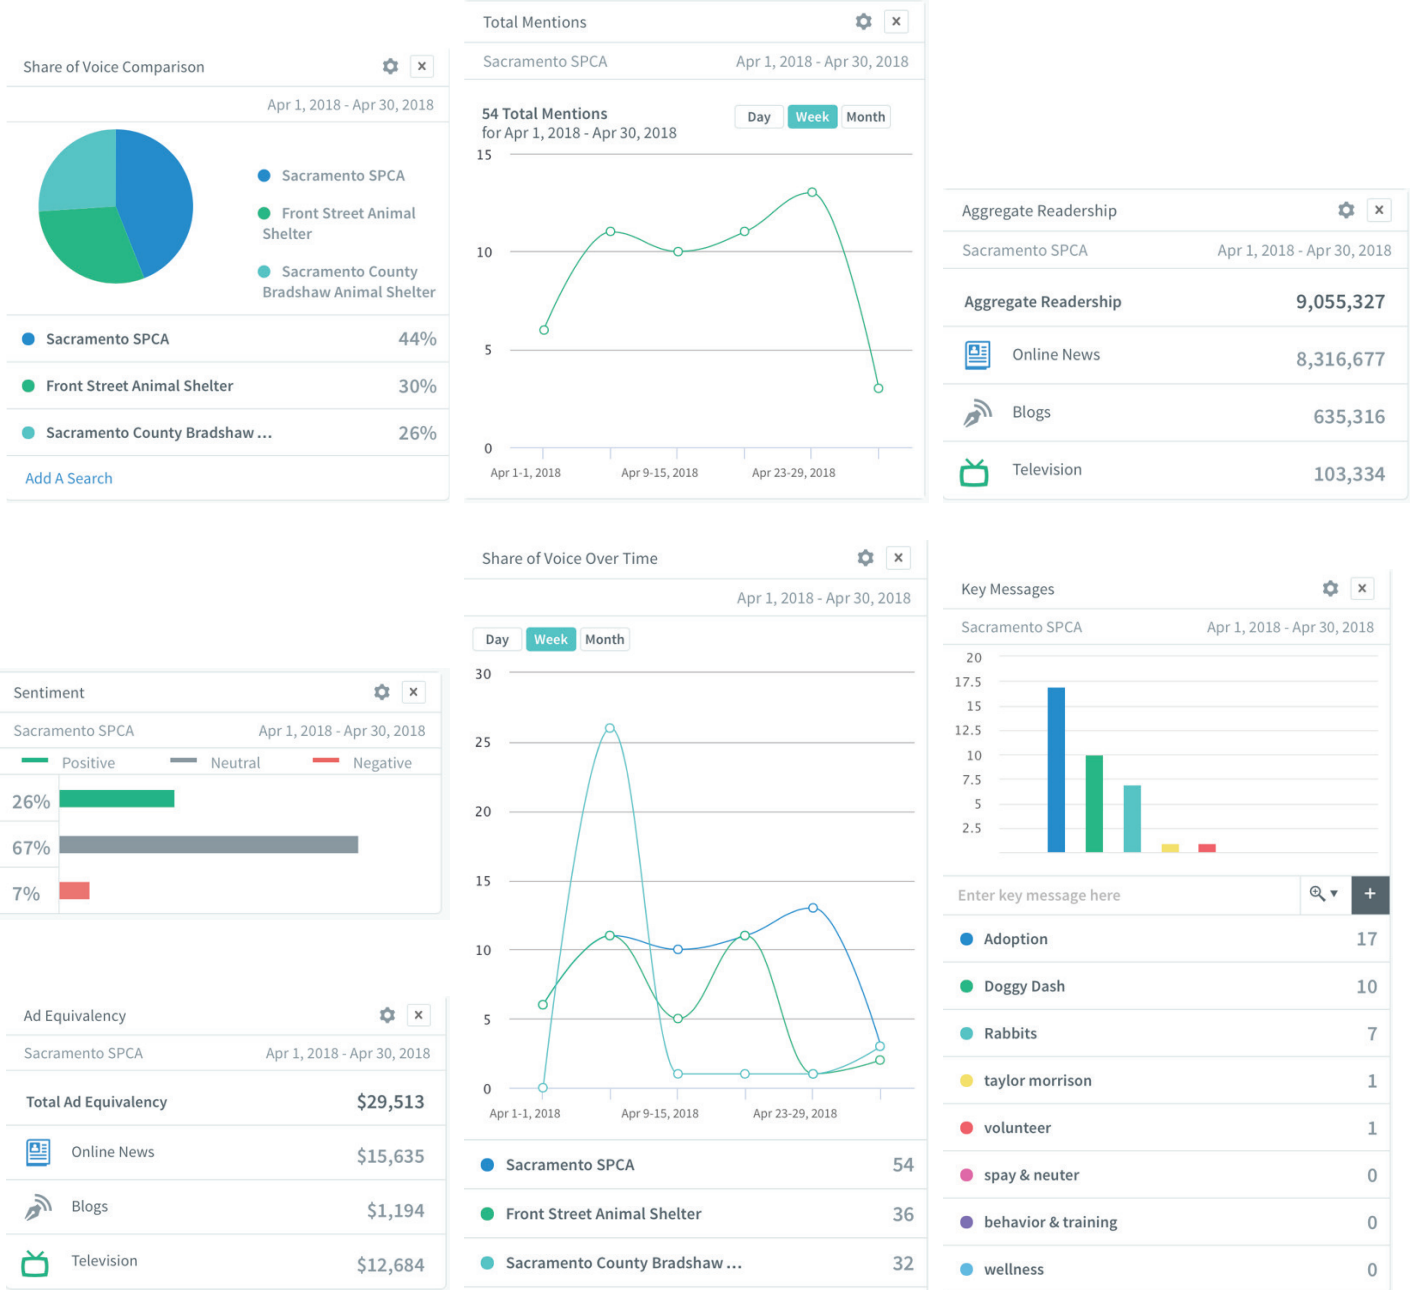 Share of Voice Comparison
x
Apr 1, 2018 - Apr 30, 2018
Sacramento SPCA
Front Street Animal
Shelter
Sacramento County
Bradshaw Animal Shelter
Sacramento SPCA 44%
Front Street Animal Shelter 30%
Sacramento County Bradshaw ... 26%
Add A Search
Total Mentions
x
Sacramento SPCA Apr 1, 2018 - Apr 30, 2018
54 Total Mentions
for Apr 1, 2018 - Apr 30, 2018
Day Week Month
15
10
5
0
Apr 1-1, 2018 Apr 9-15, 2018 Apr 23-29, 2018
Aggregate Readership
x
Sacramento SPCA Apr 1, 2018 - Apr 30, 2018
Aggregate Readership 9,055,327
Online News 8,316,677
Blogs 635,316
Television 103,334
Sentiment
x
Sacramento SPCA Apr 1, 2018 - Apr 30, 2018
Positive Neutral Negative
26%
67%
7%
Ad Equivalency
x
Sacramento SPCA Apr 1, 2018 - Apr 30, 2018
Total Ad Equivalency $29,513
Online News $15,635
Blogs $1,194
Television $12,684
Share of Voice Over Time
x
Apr 1, 2018 - Apr 30, 2018
Day Week Month
30
25
20
15
10
5
0
Apr 1-1, 2018 Apr 9-15, 2018 Apr 23-29, 2018
Sacramento SPCA 54
Front Street Animal Shelter 36
Sacramento County Bradshaw ... 32
Key Messages
x
Sacramento SPCA Apr 1, 2018 - Apr 30, 2018
20
17.5
15
12.5
10
7.5
5
2.5
Enter key message here
+
Adoption 17
Doggy Dash 10
Rabbits 7
taylor morrison 1
volunteer 1
spay & neuter 0
behavior & training 0
wellness 0